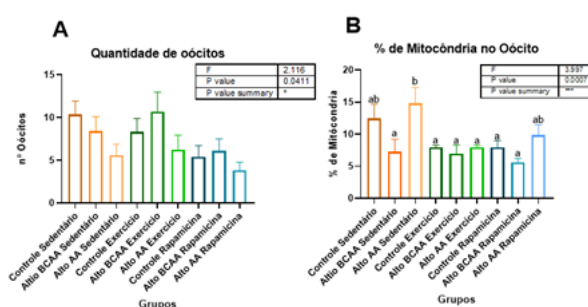 A
Quantidade de oócitos
F 2.116
P value 0.0411
P value summary *
nº Oócitos
15
10
5
0
Controle Sedentário
Altio BCAA Sedentário
Alto AA Sedentário
Controle Exercício
Alto BCAA Exercício
Alto AA Exercício
Controle Rapamicina
Alto BCAA Rapamicina
Alto AA Rapamicina
Grupos
B
% de Mitocôndria no Oócito
F 3.997
P value 0.0007
P value summary ***
% de Mitocôndria
20
15
10
5
0
ab
a
b
a
a
a
a
a
ab
Controle Sedentário
Altio BCAA Sedentário
Alto AA Sedentário
Controle Exercício
Alto BCAA Exercício
Alto AA Exercício
Controle Rapamicina
Alto BCAA Rapamicina
Alto AA Rapamicina
Grupos